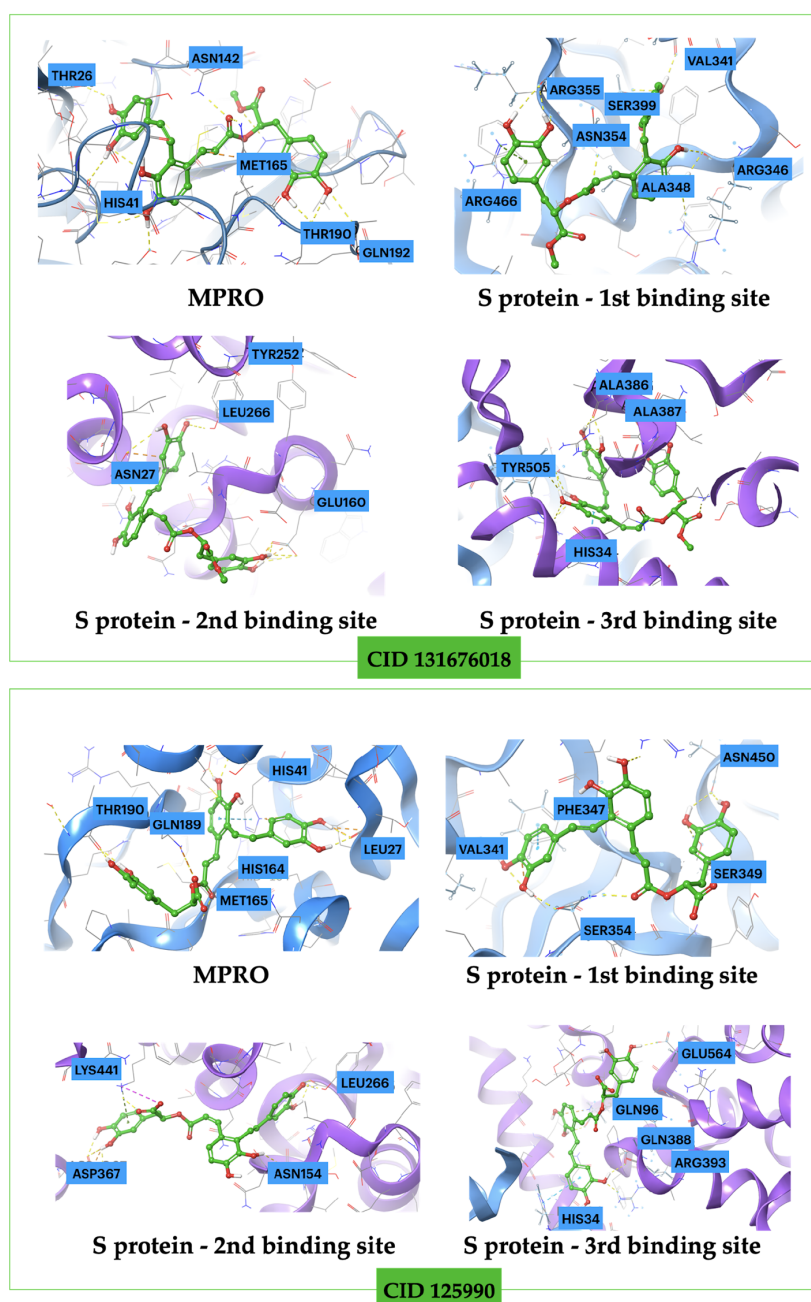 ASN142
THR26
MET165
HIS41
THR190
GLN192
MPRO
VAL341
ARG355
SER399
ASN354
ARG346
ALA348
ARG466
S protein - 1st binding site
TYR252
LEU266
ASN27
GLU160
S protein - 2nd binding site
ALA386
ALA387
TYR505
HIS34
S protein - 3rd binding site
CID 131676018
HIS41
THR190
GLN189
LEU27
HIS164
MET165
MPRO
ASN450
PHE347
VAL341
SER349
SER354
S protein - 1st binding site
LYS441
LEU266
ASP367
ASN154
S protein - 2nd binding site
GLU564
GLN96
GLN388
ARG393
HIS34
S protein - 3rd binding site
CID 125990